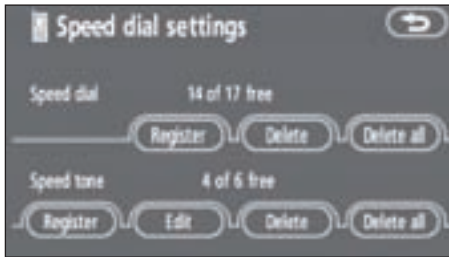 Speed dial settings
Speed dial 14 of 17 free
Register Delete Delete all
Speed tone 4 of 6 free
Register Edit Delete Delete all